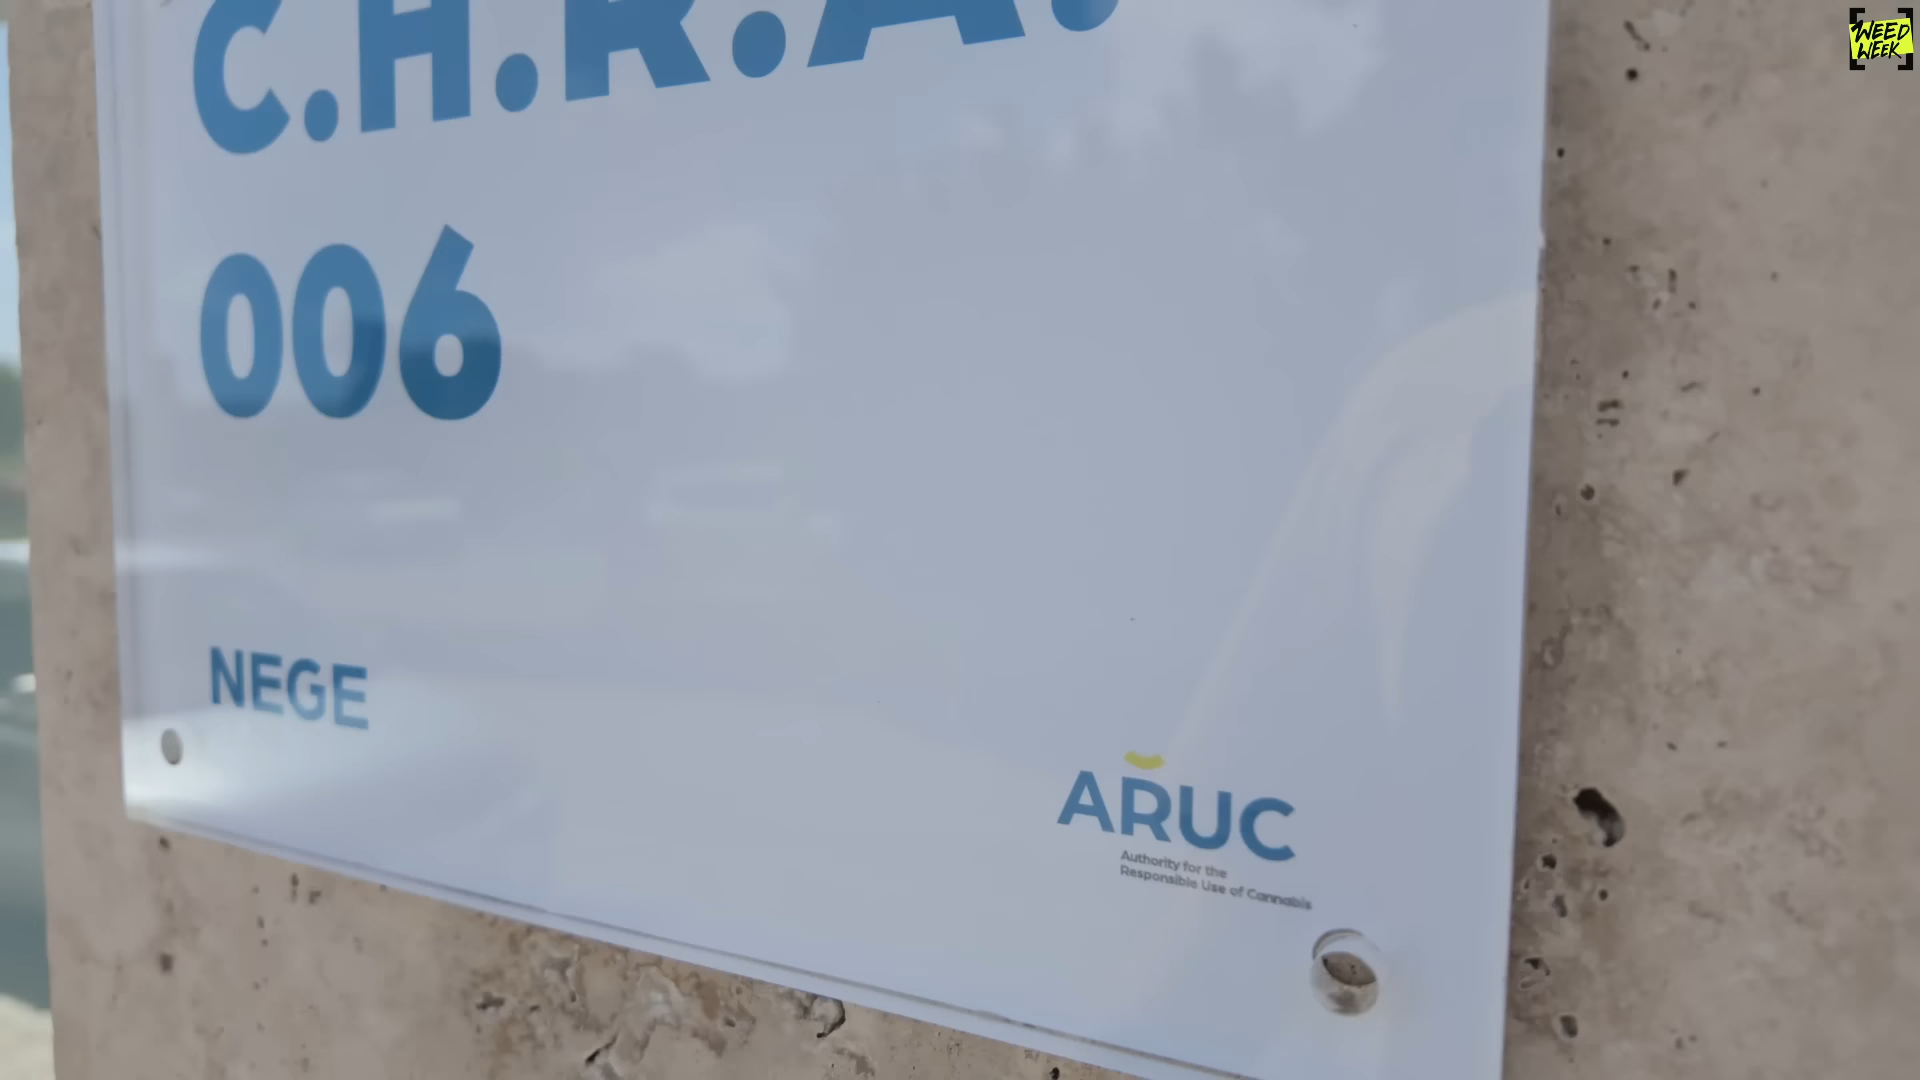 WEED
WEEK
C.H.R.A.
006
NEGE
ARUC
Authority for the
Responsible Use of Cannabis